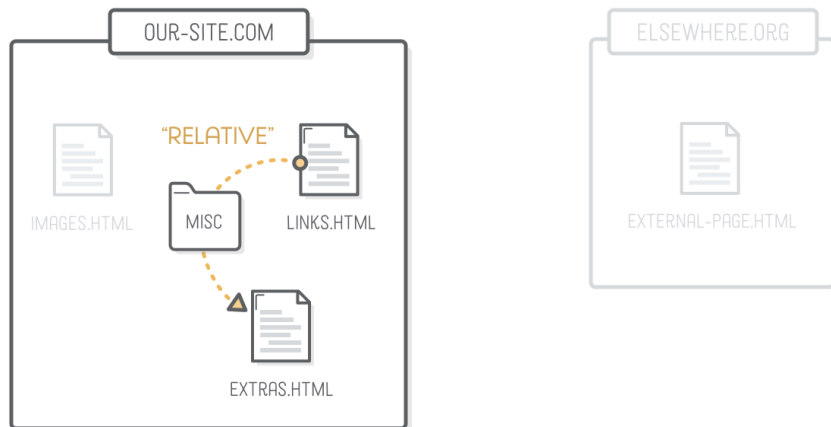 OUR-SITE.COM
ELSEWHERE.ORG
“RELATIVE”
IMAGES.HTML
MISC
LINKS.HTML
EXTERNAL-PAGE.HTML
EXTRAS.HTML